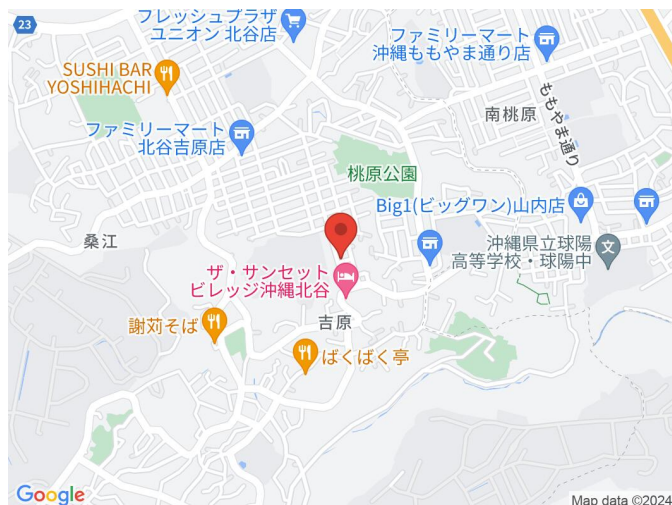 23
フレッシュプラザ
ユニオン 北谷店
ファミリーマート
沖縄ももやま通り店
SUSHI BAR
YOSHIHACHI
南桃原
ももやま通り
ファミリーマート
北谷吉原店
桃原公園
Big1(ビッグワン)山内店
桑江
沖縄県立球陽
高等学校・球陽中
ザ・サンセット
ビレッジ沖縄北谷
吉原
謝苅そば
ばくばく亭
Google
Map data ©2024